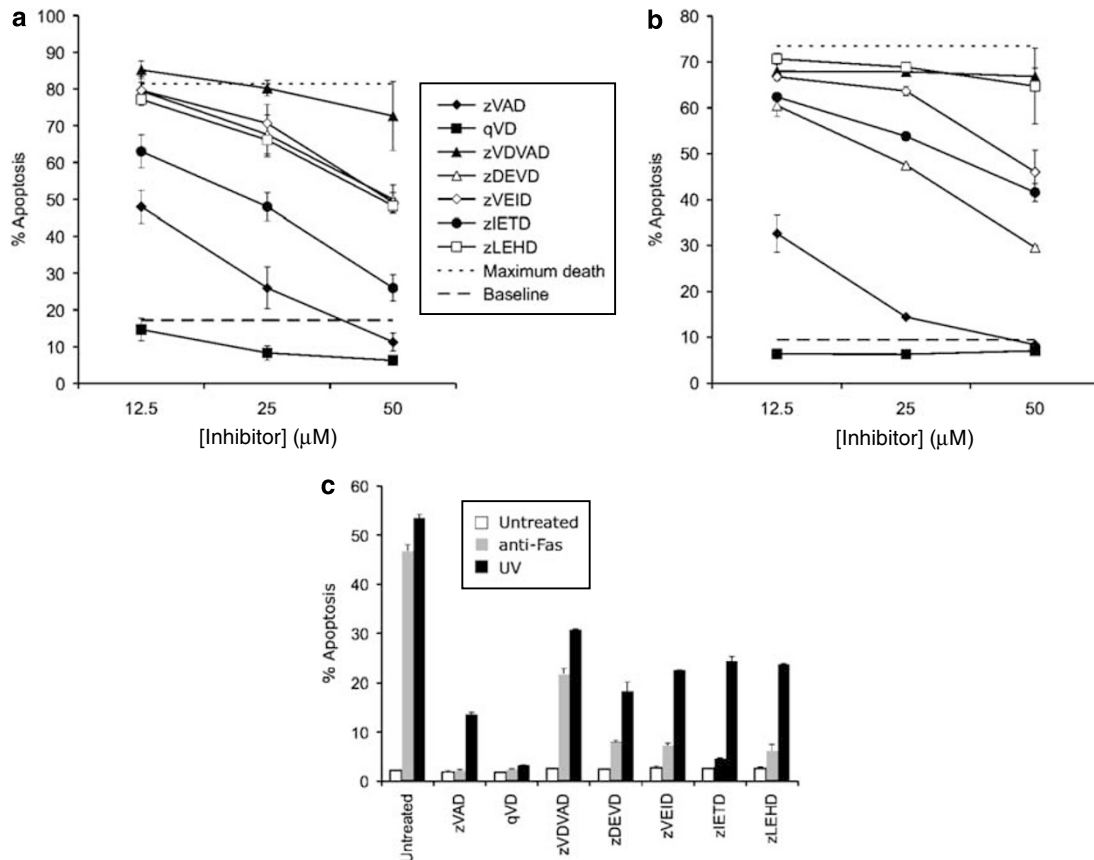 a
100
90
80
70
60
50
40
30
20
10
0
% Apoptosis
12.5 25 50
[Inhibitor] (μM)
zVAD
qVD
zVDVAD
zDEVD
zVEID
zIETD
zLEHD
Maximum death
Baseline
b
80
70
60
50
40
30
20
10
0
% Apoptosis
12.5 25 50
[Inhibitor] (μM)
c
60
50
40
30
20
10
0
% Apoptosis
Untreated
anti-Fas
UV
Untreated
zVAD
qVD
zVDVAD
zDEVD
zVEID
zIETD
zLEHD